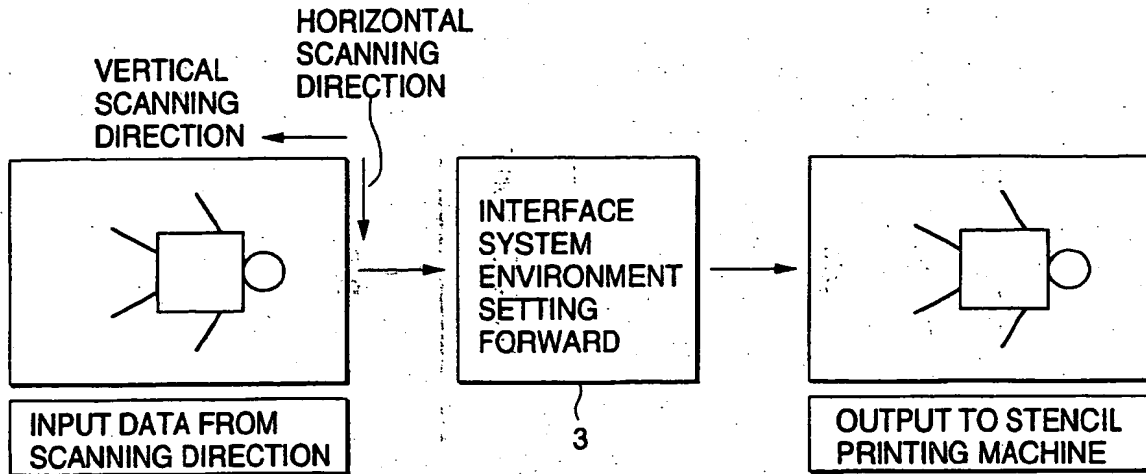 HORIZONTAL
SCANNING
DIRECTION
VERTICAL
SCANNING
DIRECTION
INTERFACE
SYSTEM
ENVIRONMENT
SETTING
FORWARD
3
INPUT DATA FROM
SCANNING DIRECTION
OUTPUT TO STENCIL
PRINTING MACHINE